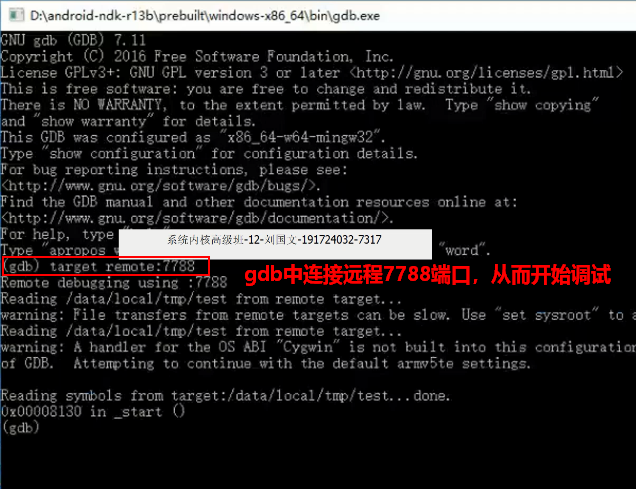 D:\android-ndk-r13b\prebuilt\windows-x86_64\bin\gdb.exe
GNU gdb (GDB) 7.11
Copyright (C) 2016 Free Software Foundation, Inc.
License GPLv3+: GNU GPL version 3 or later <http://gnu.org/licenses/gpl.html>
This is free software: you are free to change and redistribute it.
There is NO WARRANTY, to the extent permitted by law.  Type "show copying"
and "show warranty" for details.
This GDB was configured as "x86_64-w64-mingw32".
Type "show configuration" for configuration details.
For bug reporting instructions, please see:
<http://www.gnu.org/software/gdb/bugs/>.
Find the GDB manual and other documentation resources online at:
<http://www.gnu.org/software/gdb/documentation/>.
For help, type
系统内核高级班-12-刘国文-191724032-7317
Type "apropos "word".
(gdb) target remote:7788
gdb中连接远程7788端口，从而开始调试
Remote debugging using :7788
Reading /data/local/tmp/test from remote target...
warning: File transfers from remote targets can be slow. Use "set sysroot" to a
Reading /data/local/tmp/test from remote target...
warning: A handler for the OS ABI "Cygwin" is not built into this configuration
of GDB.  Attempting to continue with the default armv5te settings.
Reading symbols from target:/data/local/tmp/test...done.
0x00008130 in _start ()
(gdb)